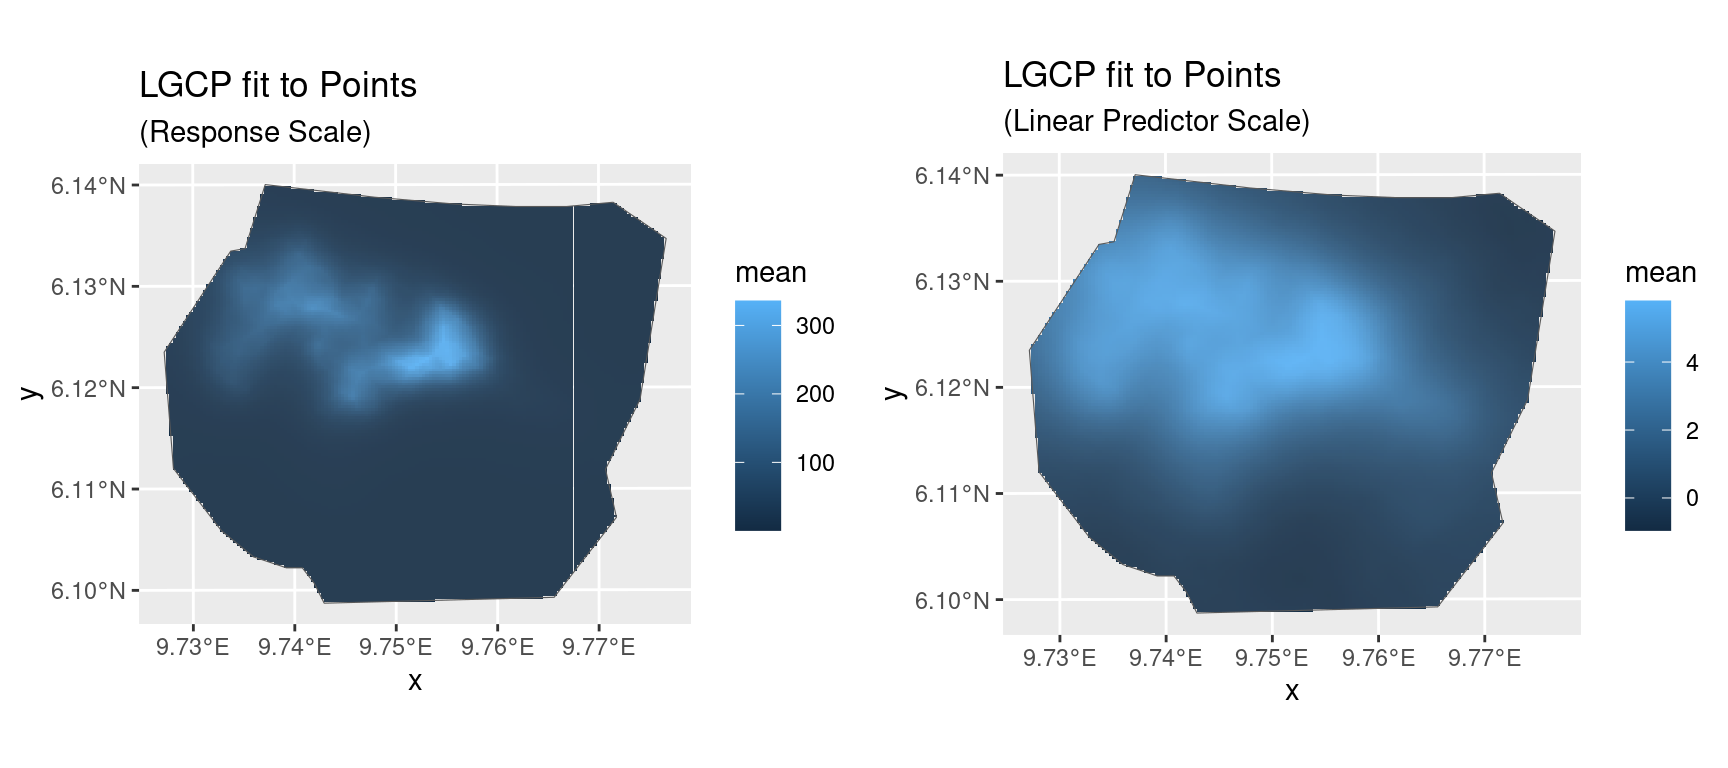 LGCP fit to Points
(Response Scale)
6.14°N
6.13°N
6.12°N
6.11°N
6.10°N
y
9.73°E 9.74°E 9.75°E 9.76°E 9.77°E
x
mean
300
200
100
LGCP fit to Points
(Linear Predictor Scale)
6.14°N
6.13°N
6.12°N
6.11°N
6.10°N
y
9.73°E 9.74°E 9.75°E 9.76°E 9.77°E
x
mean
4
2
0